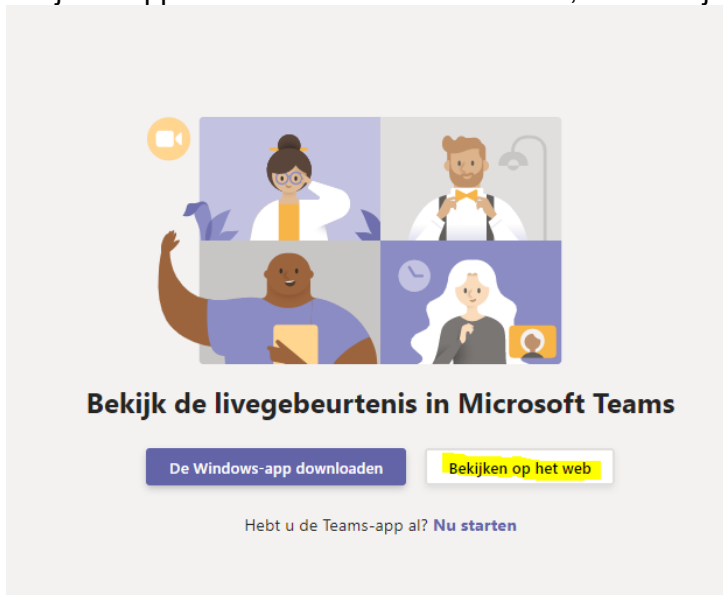 Bekijk de livegebeurtenis in Microsoft Teams
De Windows-app downloaden
Bekijken op het web
Hebt u de Teams-app al? Nu starten